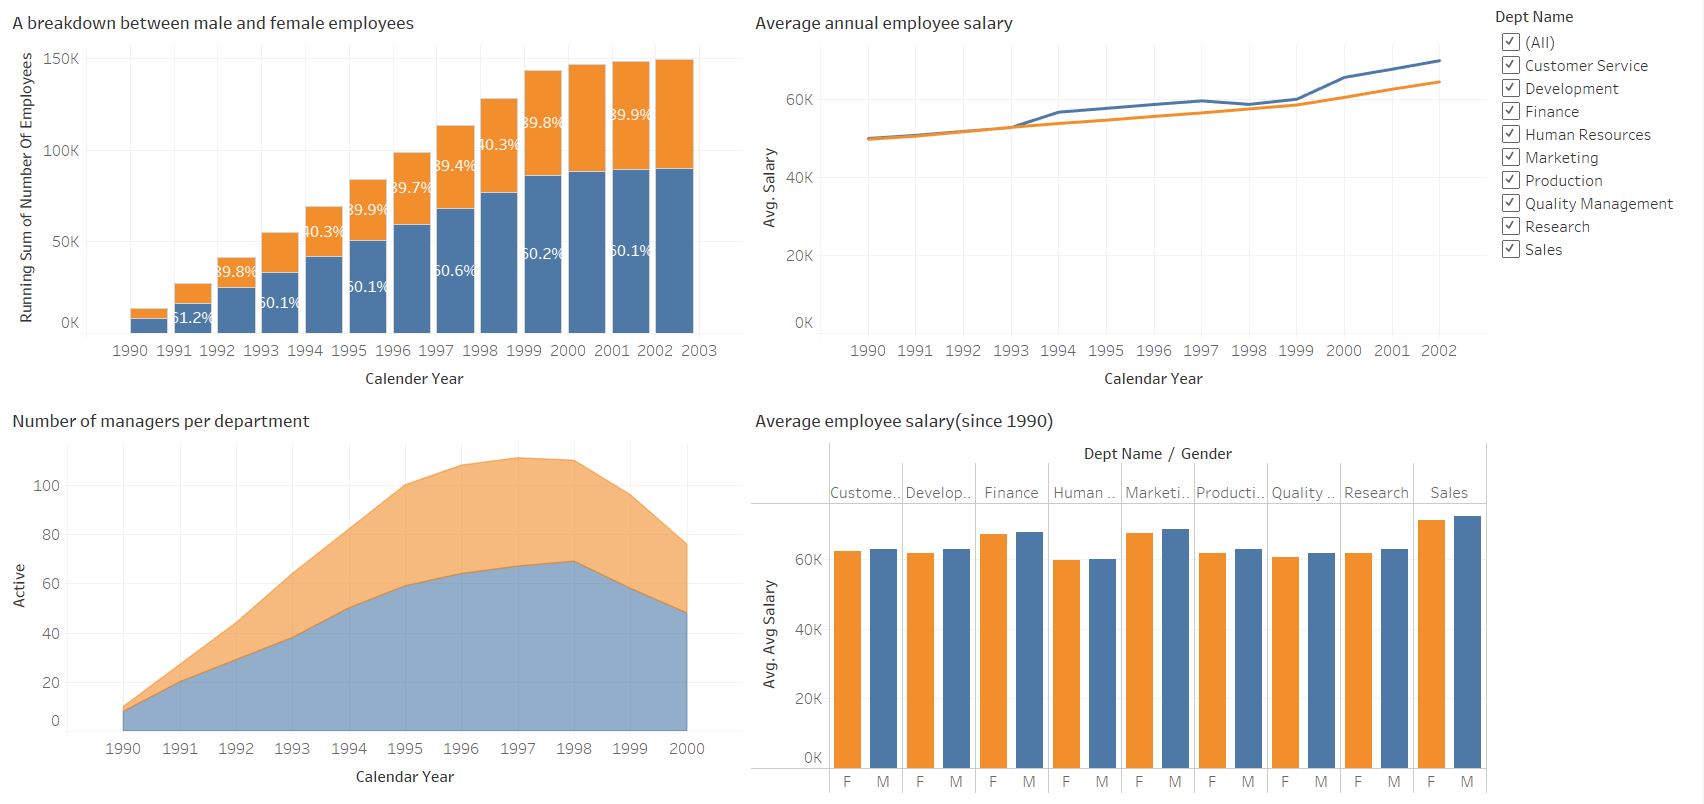 A breakdown between male and female employees
Running Sum of Number Of Employees
150K
100K
50K
0K
39.8%
40.3%
39.9%
39.7%
39.4%
40.3%
39.8%
39.9%
61.2%
60.1%
60.1%
60.6%
60.2%
60.1%
1990 1991 1992 1993 1994 1995 1996 1997 1998 1999 2000 2001 2002 2003
Calender Year
Average annual employee salary
Avg. Salary
60K
40K
20K
0K
1990 1991 1992 1993 1994 1995 1996 1997 1998 1999 2000 2001 2002
Calendar Year
Dept Name
(All)
Customer Service
Development
Finance
Human Resources
Marketing
Production
Quality Management
Research
Sales
Number of managers per department
Active
100
80
60
40
20
0
1990 1991 1992 1993 1994 1995 1996 1997 1998 1999 2000
Calendar Year
Average employee salary(since 1990)
Dept Name / Gender
Custome.. Develop.. Finance Human .. Marketi.. Producti.. Quality .. Research Sales
Avg. Avg Salary
60K
40K
20K
0K
F M F M F M F M F M F M F M F M F M